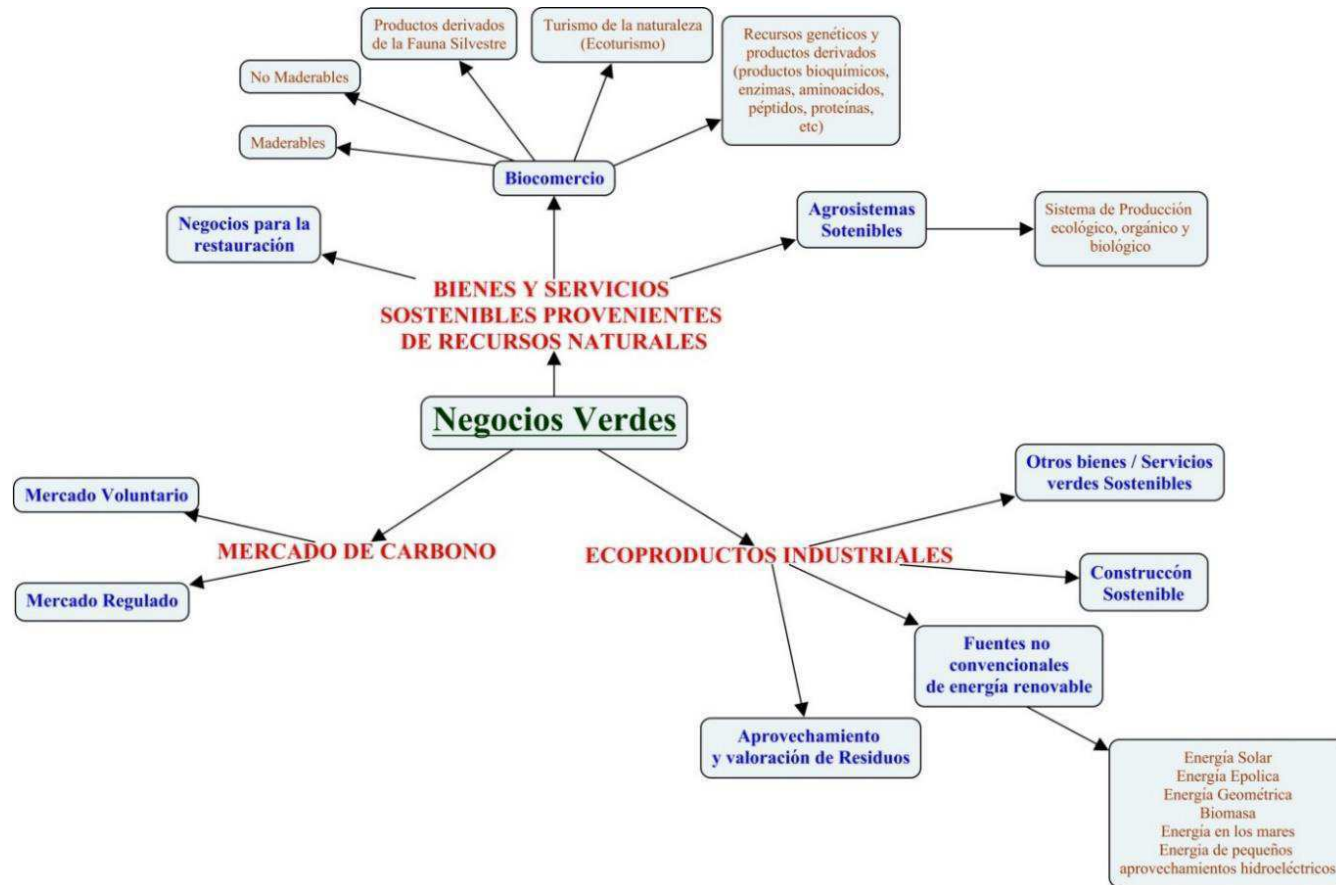 Productos derivados
de la Fauna Silvestre
Turismo de la naturaleza
(Ecoturismo)
Recursos genéticos y
productos derivados
(productos bioquímicos,
enzimas, aminoacidos,
péptidos, proteínas,
etc)
No Maderables
Maderables
Biocomercio
Negocios para la
restauración
Agrosistemas
Sotenibles
Sistema de Producción
ecológico, orgánico y
biológico
BIENES Y SERVICIOS
SOSTENIBLES PROVENIENTES
DE RECURSOS NATURALES
Negocios Verdes
Mercado Voluntario
MERCADO DE CARBONO
Mercado Regulado
Otros bienes / Servicios
verdes Sostenibles
ECOPRODUCTOS INDUSTRIALES
Construccón
Sostenible
Fuentes no
convencionales
de energía renovable
Aprovechamiento
y valoración de Residuos
Energía Solar
Energía Epolica
Energía Geométrica
Biomasa
Energía en los mares
Energía de pequeños
aprovechamientos hidroeléctricos